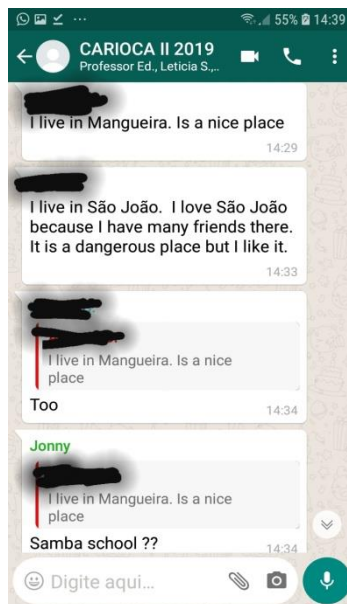 55% 14:39
CARIOCA II 2019
Professor Ed., Leticia S.,..
I live in Mangueira. Is a nice place
14:29
I live in São João. I love São João
because I have many friends there.
It is a dangerous place but I like it.
14:33
I live in Mangueira. Is a nice
place
Too
14:34
Jonny
I live in Mangueira. Is a nice
place
Samba school ??
14:34
Digite aqui...